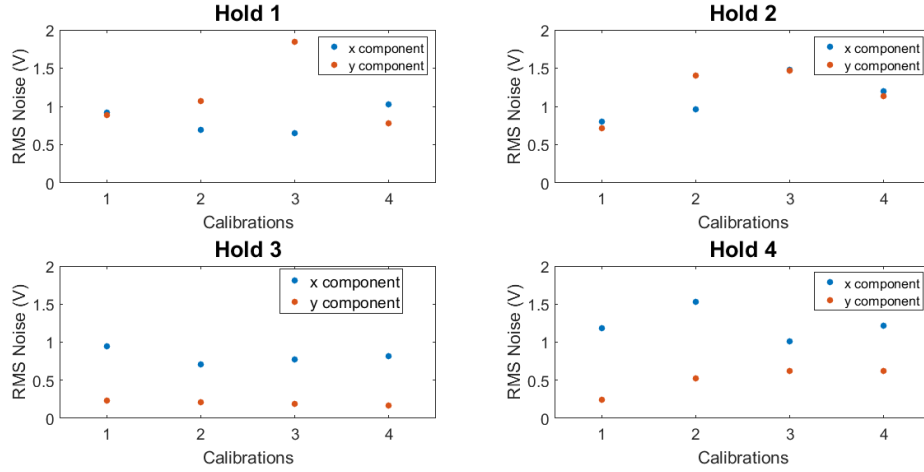 Hold 1
2
1.5
1
0.5
0
RMS Noise (V)
x component
y component
1 2 3 4
Calibrations
Hold 2
2
1.5
1
0.5
0
RMS Noise (V)
x component
y component
1 2 3 4
Calibrations
Hold 3
2
1.5
1
0.5
0
RMS Noise (V)
x component
y component
1 2 3 4
Calibrations
Hold 4
2
1.5
1
0.5
0
RMS Noise (V)
x component
y component
1 2 3 4
Calibrations